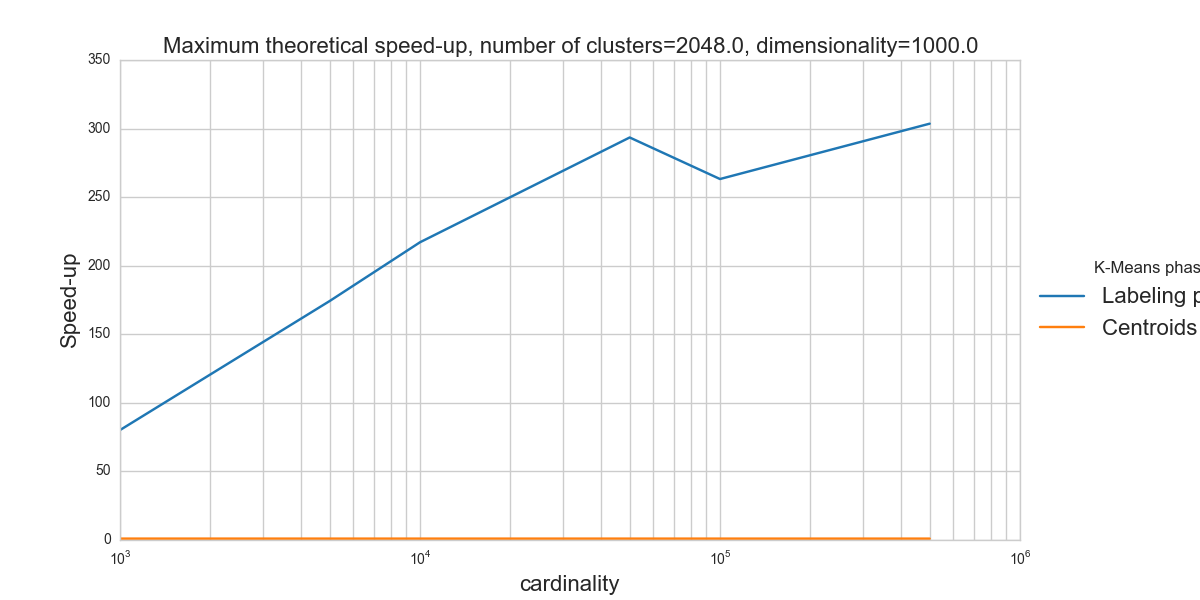 Maximum theoretical speed-up, number of clusters=2048.0, dimensionality=1000.0
350
300
250
200
150
100
50
0
Speed-up
10³
10⁴
10⁵
10⁶
cardinality
K-Means phas
Labeling p
Centroids